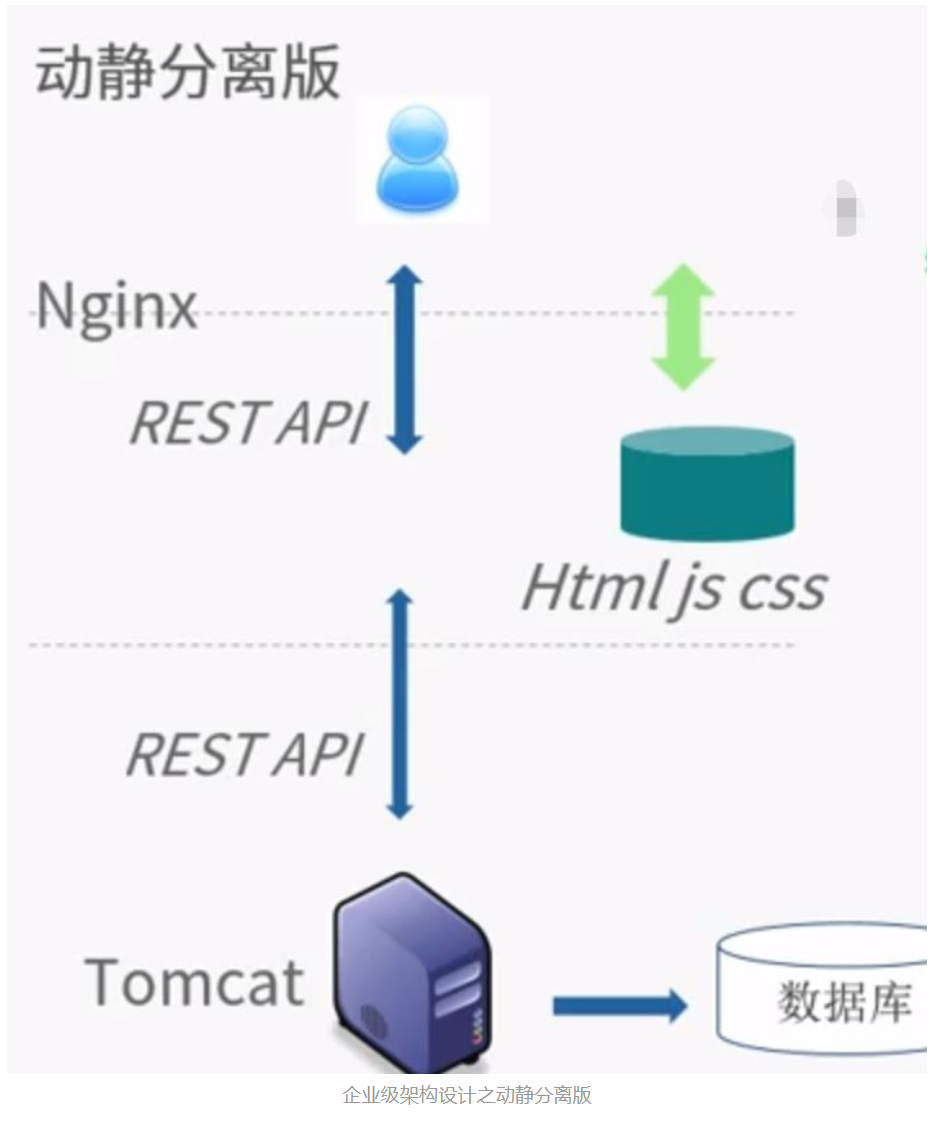 动静分离版
Nginx
REST API
Html js css
REST API
Tomcat
数据库
企业级架构设计之动静分离版